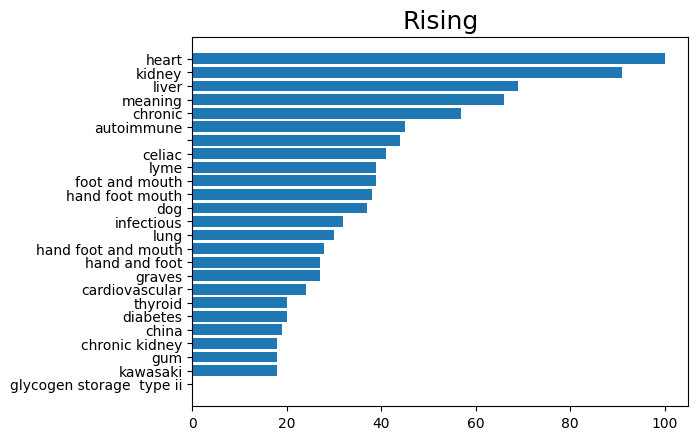 Rising
heart
kidney
liver
meaning
chronic
autoimmune
celiac
lyme
foot and mouth
hand foot mouth
dog
infectious
lung
hand foot and mouth
hand and foot
graves
cardiovascular
thyroid
diabetes
china
chronic kidney
gum
kawasaki
glycogen storage  type ii
0 20 40 60 80 100